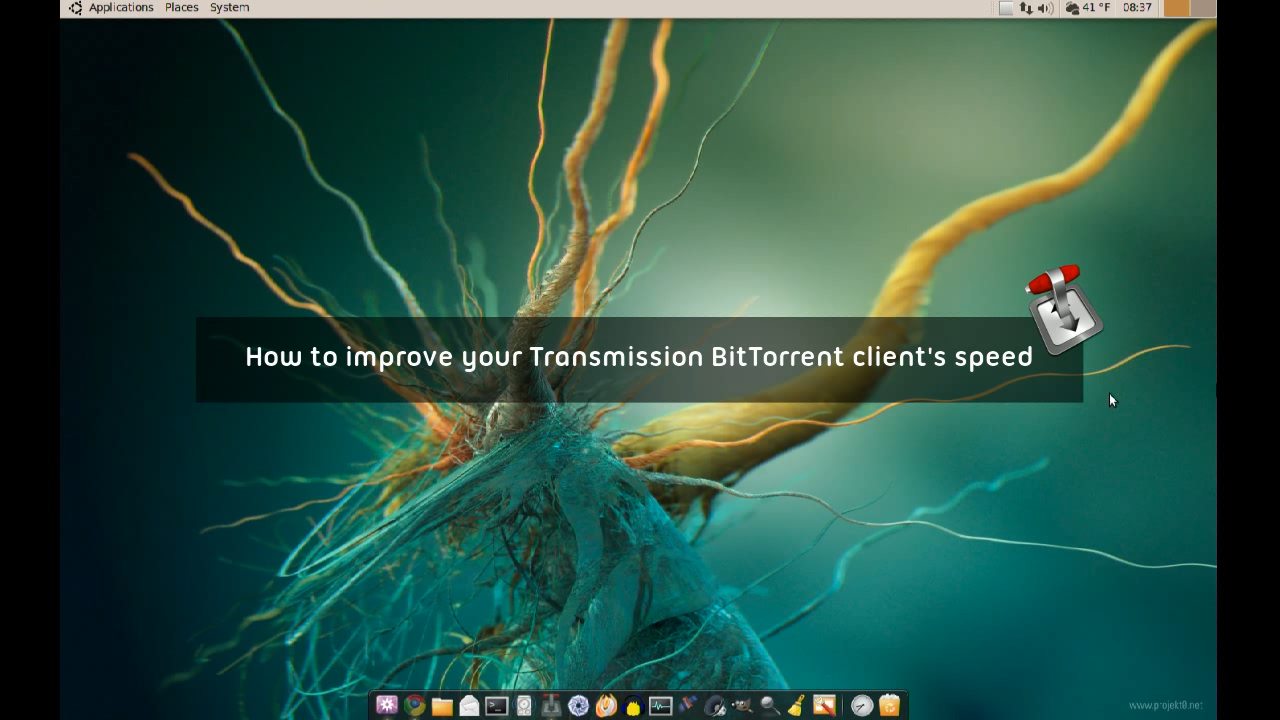 Applications Places System 41 °F 08:37
How to improve your Transmission BitTorrent client's speed
www.projekt0.net